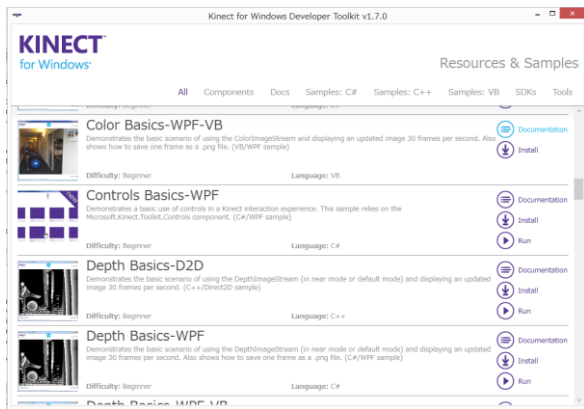 Kinect for Windows Developer Toolkit v1.7.0
KINECT
for Windows
Resources & Samples
All Components Docs Samples: C# Samples: C++ Samples: VB SDKs Tools
Color Basics-WPF-VB
Demonstrates the basic scenario of using the ColorImageStream and displaying an updated image 30 frames per second. Also
shows how to save one frame as a .png file. (VB/WPF sample)
Difficulty: Beginner Language: VB
Documentation
Install
Controls Basics-WPF
Demonstrates a basic use of controls in a Kinect interaction experience. This sample relies on the
Microsoft.Kinect.Toolkit.Controls component. (C#/WPF sample)
Difficulty: Beginner Language: C#
Documentation
Install
Run
Depth Basics-D2D
Demonstrates the basic scenario of using the DepthImageStream (in near mode or default mode) and displaying an updated
image 30 frames per second. (C++/Direct2D sample)
Difficulty: Beginner Language: C++
Documentation
Install
Run
Depth Basics-WPF
Demonstrates the basic scenario of using the DepthImageStream (in near mode or default mode) and displaying an updated
image 30 frames per second. Also shows how to save one frame as a .png file. (C#/WPF sample)
Difficulty: Beginner Language: C#
Documentation
Install
Run
Depth Basics-WPF-VB